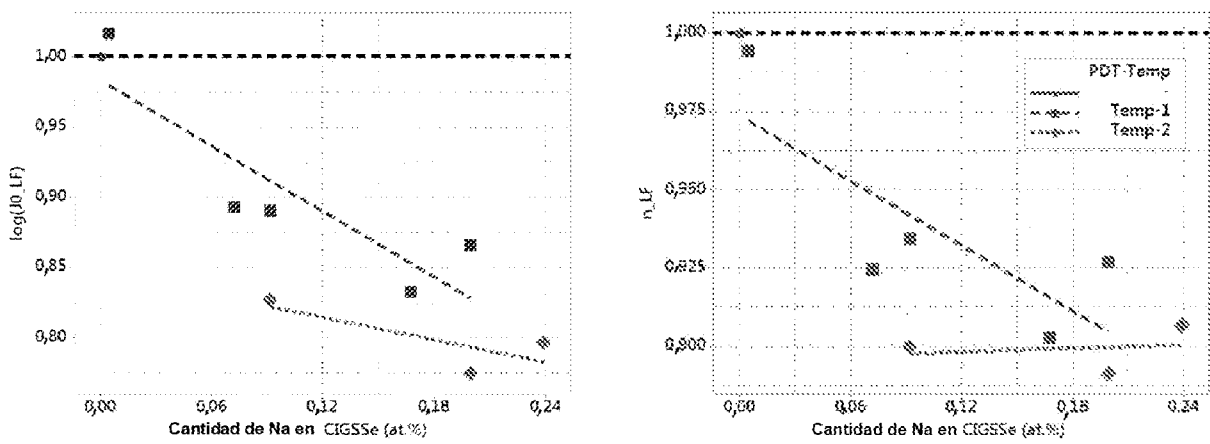 1,00
0,95
0,90
0,85
0,80
log(J0_LF)
0,00 0,06 0,12 0,18 0,24
Cantidad de Na en CIGSSe (at.%)
1,000
0,975
0,950
0,925
0,900
n_LF
PDT-Temp
Temp-1
Temp-2
0,00 0,06 0,12 0,18 0,24
Cantidad de Na en CIGSSe (at.%)